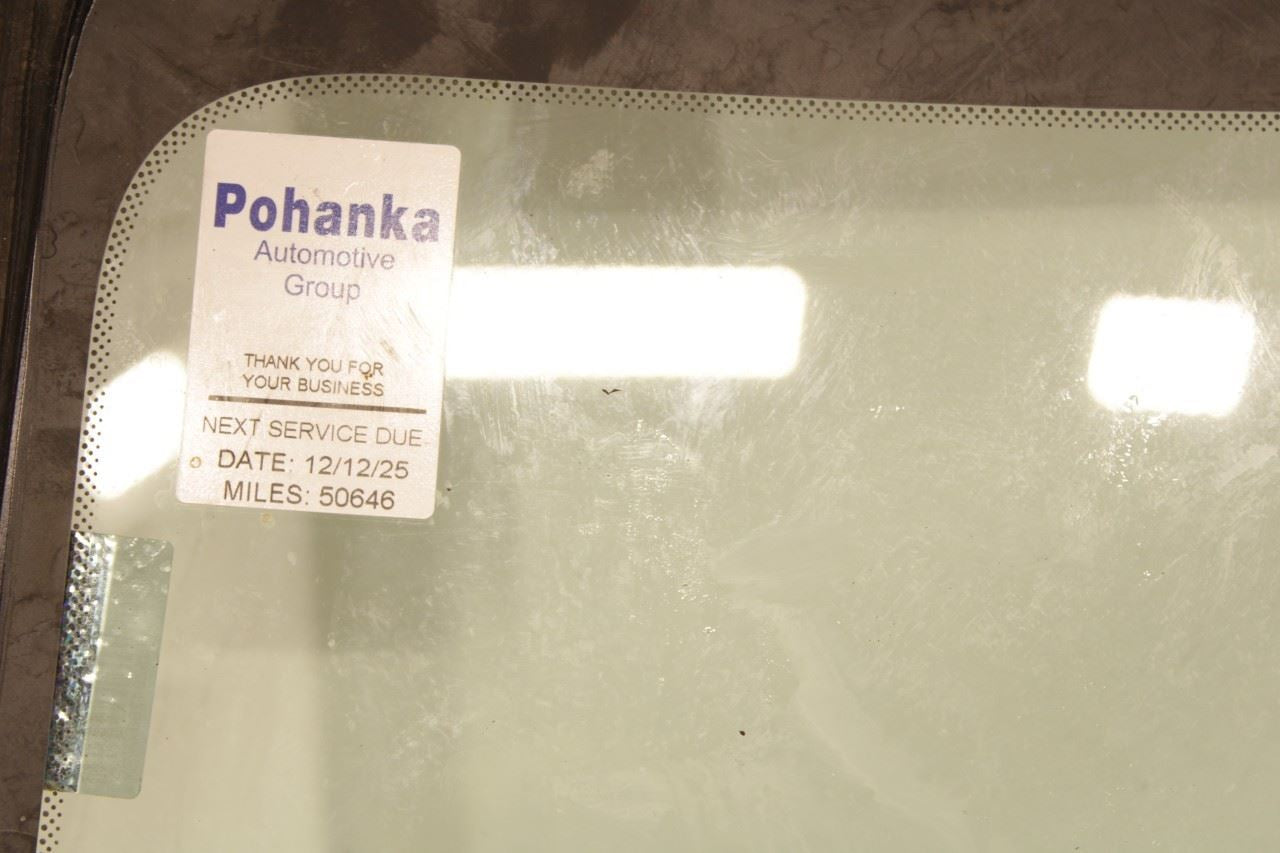 Pohanka
Automotive
Group
THANK YOU FOR
YOUR BUSINESS
NEXT SERVICE DUE
DATE: 12/12/25
MILES: 50646